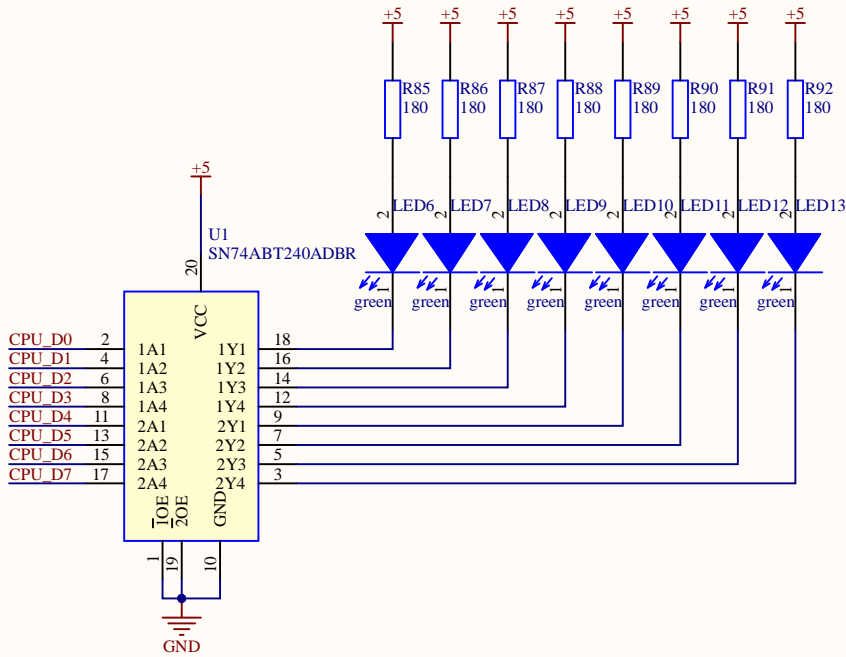 +5 +5 +5 +5 +5 +5 +5 +5
R85 R86 R87 R88 R89 R90 R91 R92
180 180 180 180 180 180 180 180
+5
2 2 2 2 2 2 2 2
LED6 LED7 LED8 LED9 LED10 LED11 LED12 LED13
U1
SN74ABT240ADBR
20
1 1 1 1 1 1 1 1
green green green green green green green green
VCC
CPU_D0 2 1A1 1Y1 18
CPU_D1 4 1A2 1Y2 16
CPU_D2 6 1A3 1Y3 14
CPU_D3 8 1A4 1Y4 12
CPU_D4 11 2A1 2Y1 9
CPU_D5 13 2A2 2Y2 7
CPU_D6 15 2A3 2Y3 5
CPU_D7 17 2A4 2Y4 3
1OE 2OE GND
1 19 10
GND